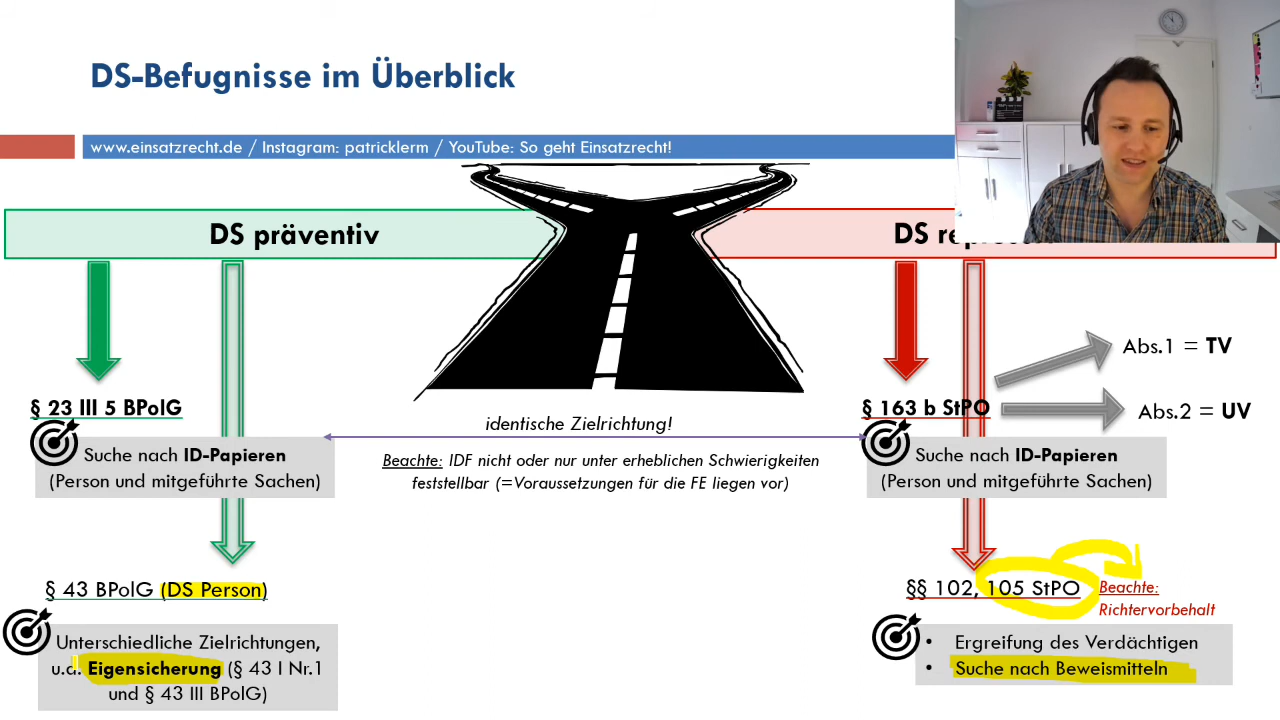 DS-Befugnisse im Überblick
www.einsatzrecht.de / Instagram: patricklerm / YouTube: So geht Einsatzrecht!
DS präventiv
DS
Abs.1 = TV
§ 23 III 5 BPolG
§ 163 b StPO
Abs.2 = UV
identische Zielrichtung!
Suche nach ID-Papieren
(Person und mitgeführte Sachen)
Beachte: IDF nicht oder nur unter erheblichen Schwierigkeiten
feststellbar (=Voraussetzungen für die FE liegen vor)
Suche nach ID-Papieren
(Person und mitgeführte Sachen)
§ 43 BPolG (DS Person)
§§ 102, 105 StPO
Beachte:
Richtervorbehalt
Unterschiedliche Zielrichtungen,
u.a. Eigensicherung (§ 43 I Nr.1
und § 43 III BPolG)
• Ergreifung des Verdächtigen
• Suche nach Beweismitteln